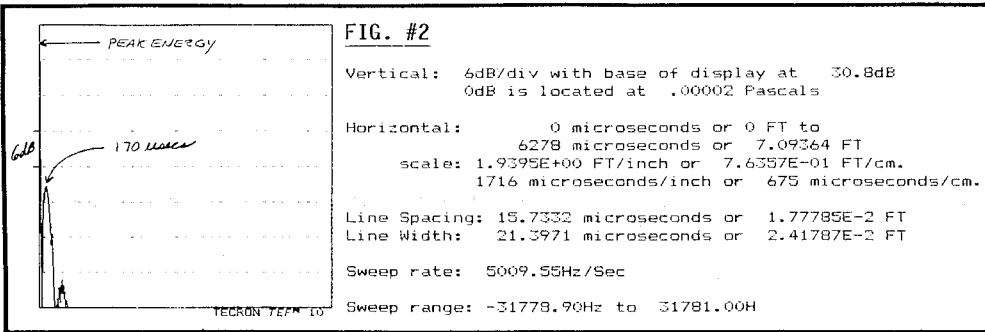 PEAK ENERGY
6dB
170 usecs
TECRON TEF® 10
FIG. #2
Vertical: 6dB/div with base of display at 30.8dB
0dB is located at .00002 Pascals
Horizontal: 0 microseconds or 0 FT to
6278 microseconds or 7.09364 FT
scale: 1.9395E+00 FT/inch or 7.6357E-01 FT/cm.
1716 microseconds/inch or 675 microseconds/cm.
Line Spacing: 15.7332 microseconds or 1.77785E-2 FT
Line Width: 21.3971 microseconds or 2.41787E-2 FT
Sweep rate: 5009.55Hz/Sec
Sweep range: -31778.90Hz to 31781.00H